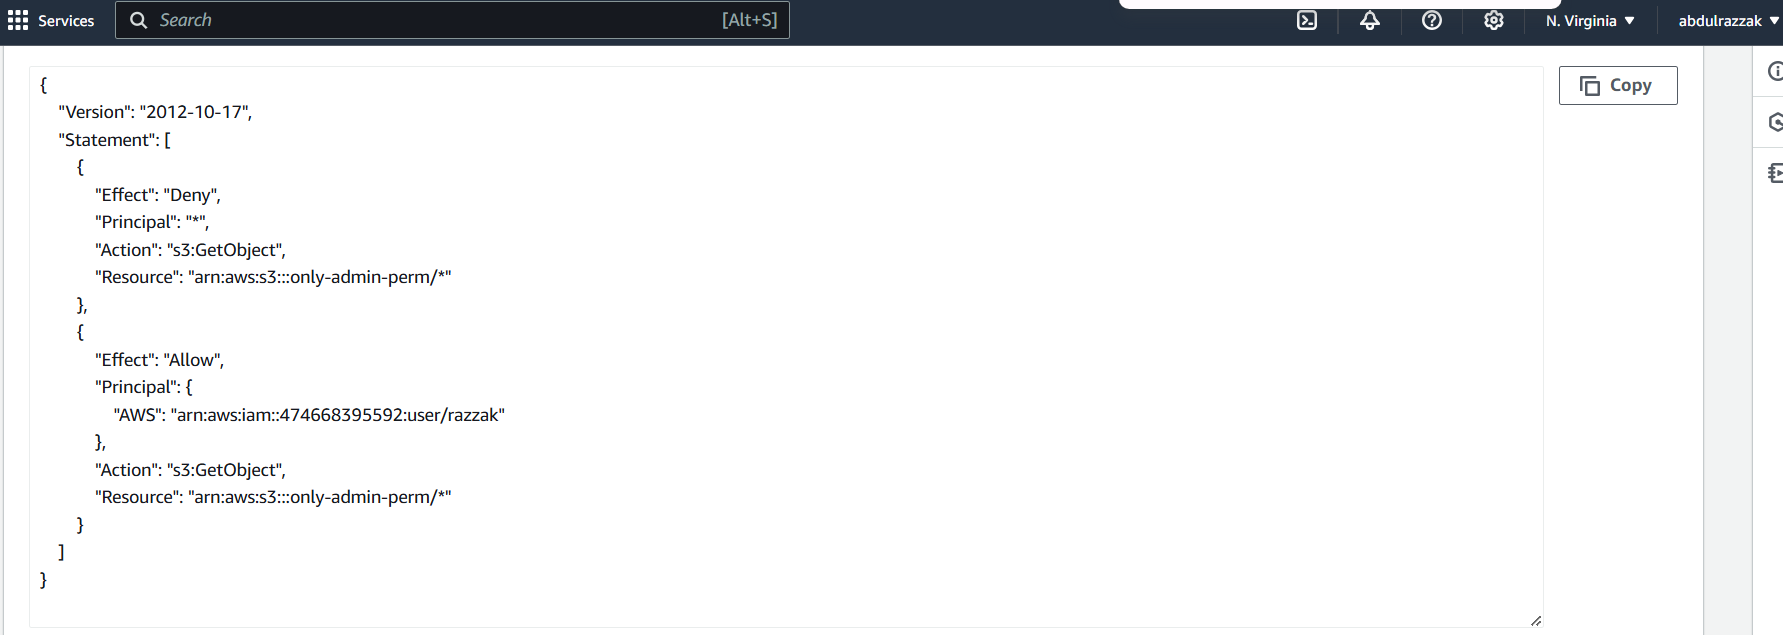 Services Search [Alt+S] N. Virginia abdulrazzak
Copy
{
"Version": "2012-10-17",
"Statement": [
{
"Effect": "Deny",
"Principal": "*",
"Action": "s3:GetObject",
"Resource": "arn:aws:s3:::only-admin-perm/*"
},
{
"Effect": "Allow",
"Principal": {
"AWS": "arn:aws:iam::474668395592:user/razzak"
},
"Action": "s3:GetObject",
"Resource": "arn:aws:s3:::only-admin-perm/*"
}
]
}